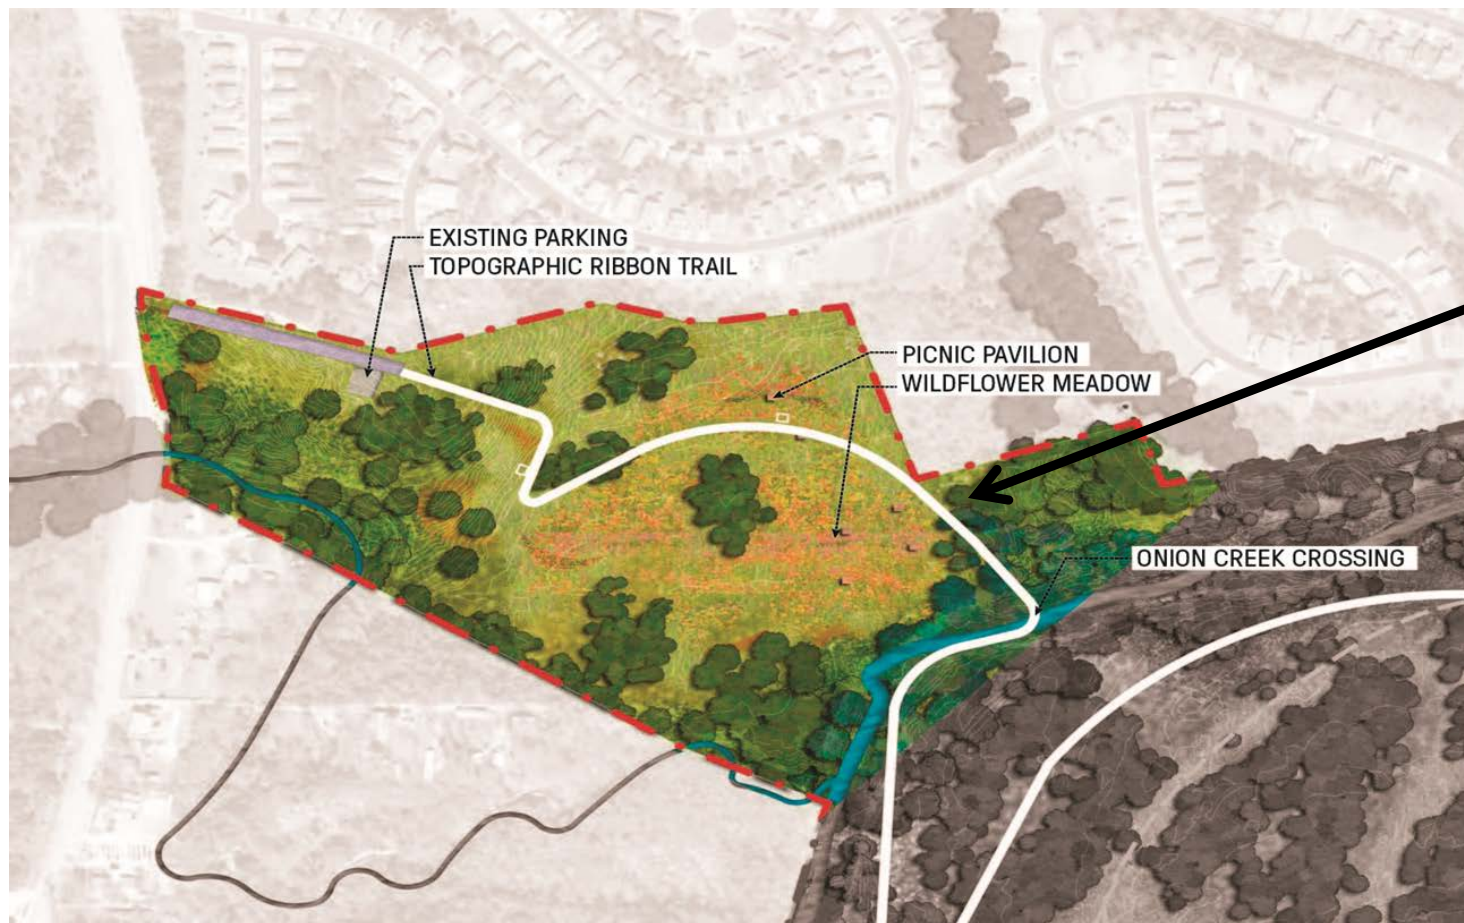 EXISTING PARKING
TOPOGRAPHIC RIBBON TRAIL
PICNIC PAVILION
WILDFLOWER MEADOW
ONION CREEK CROSSING